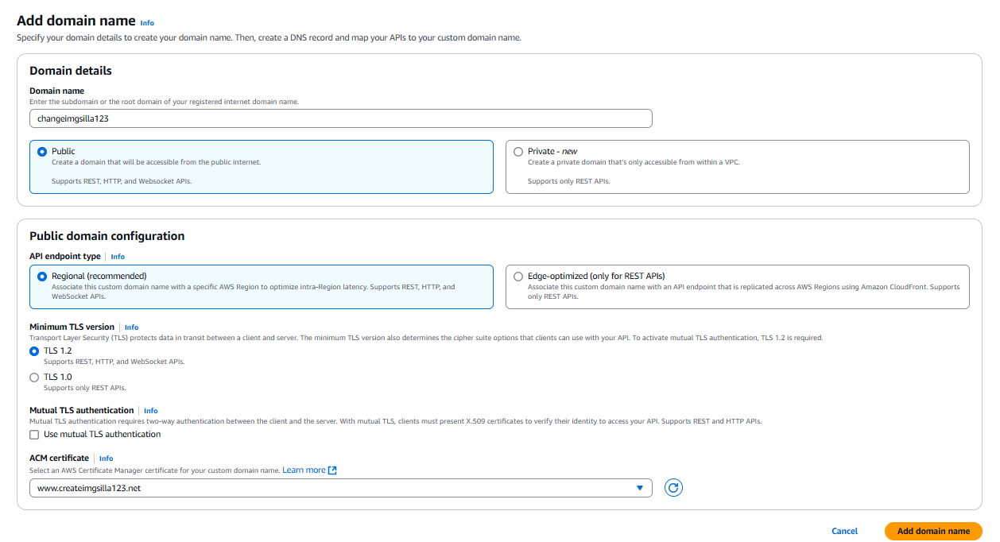 Add domain name Info
Specify your domain details to create your domain name. Then, create a DNS record and map your APIs to your custom domain name.
Domain details
Domain name
Enter the subdomain or the root domain of your registered internet domain name.
changeimgsilla123
Public
Create a domain that will be accessible from the public internet.
Supports REST, HTTP, and Websocket APIs.
Private - new
Create a private domain that's only accessible from within a VPC.
Supports only REST APIs.
Public domain configuration
API endpoint type Info
Regional (recommended)
Associate this custom domain name with a specific AWS Region to optimize intra-Region latency. Supports REST, HTTP, and
WebSocket APIs.
Edge-optimized (only for REST APIs)
Associate this custom domain name with an API endpoint that is replicated across AWS Regions using Amazon CloudFront. Supports
only REST APIs.
Minimum TLS version Info
Transport Layer Security (TLS) protects data in transit between a client and server. The minimum TLS version also determines the cipher suite options that clients can use with your API. To activate mutual TLS authentication, TLS 1.2 is required.
TLS 1.2
Supports REST, HTTP, and WebSocket APIs.
TLS 1.0
Supports only REST APIs.
Mutual TLS authentication Info
Mutual TLS authentication requires two-way authentication between the client and the server. With mutual TLS, clients must present X.509 certificates to verify their identity to access your API. Supports REST and HTTP APIs.
Use mutual TLS authentication
ACM certificate Info
Select an AWS Certificate Manager certificate for your custom domain name. Learn more
www.createimgsilla123.net
Cancel Add domain name